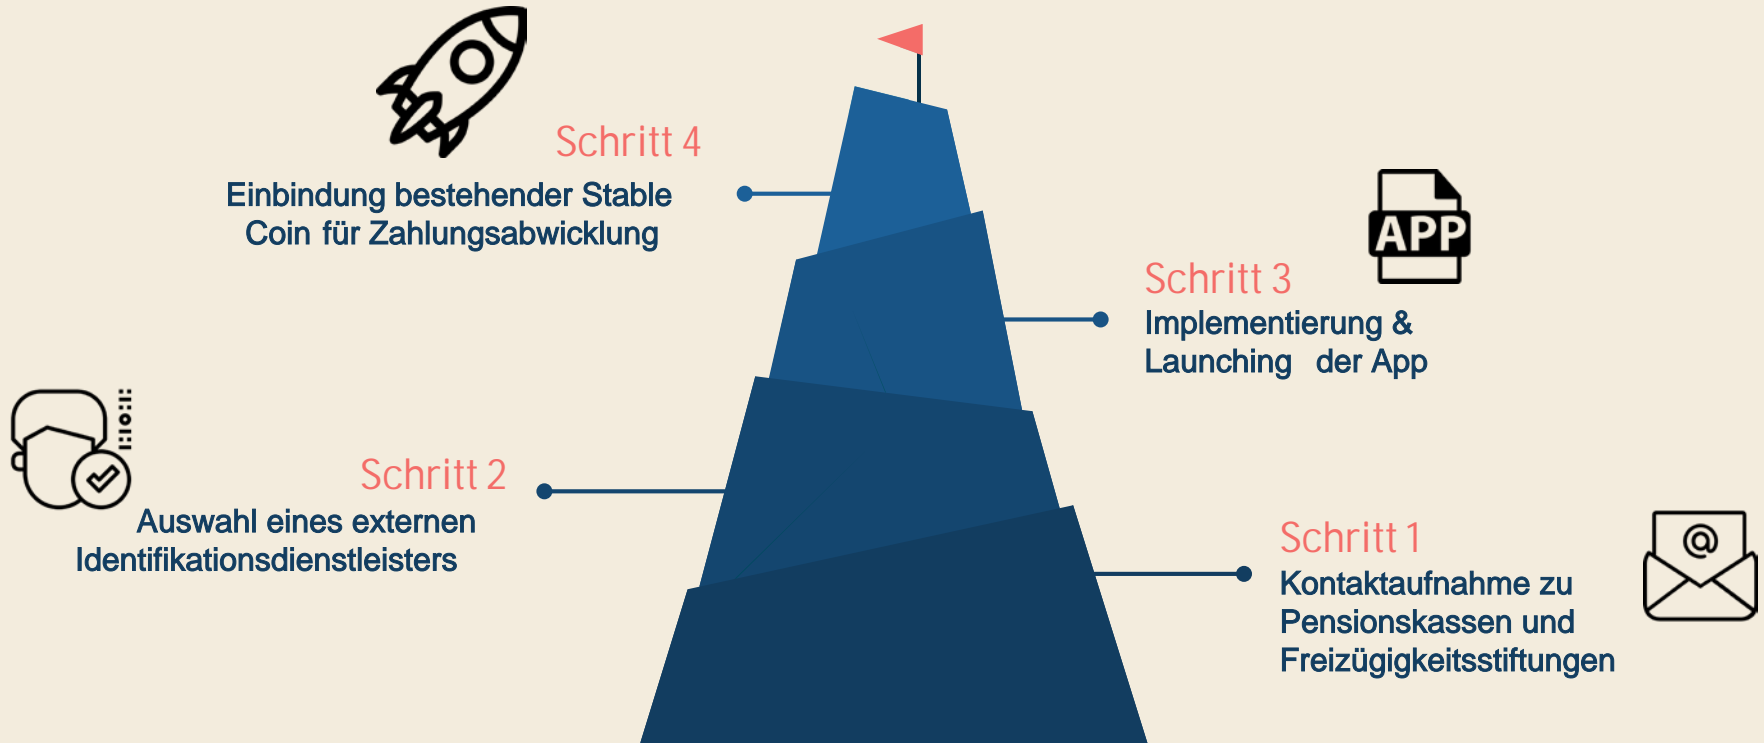 Schritt 4
Einbindung bestehender Stable
Coin für Zahlungsabwicklung
APP
Schritt 3
Implementierung &
Launching der App
Schritt 2
Auswahl eines externen
Identifikationsdienstleisters
Schritt 1
Kontaktaufnahme zu
Pensionskassen und
Freizügigkeitsstiftungen
@